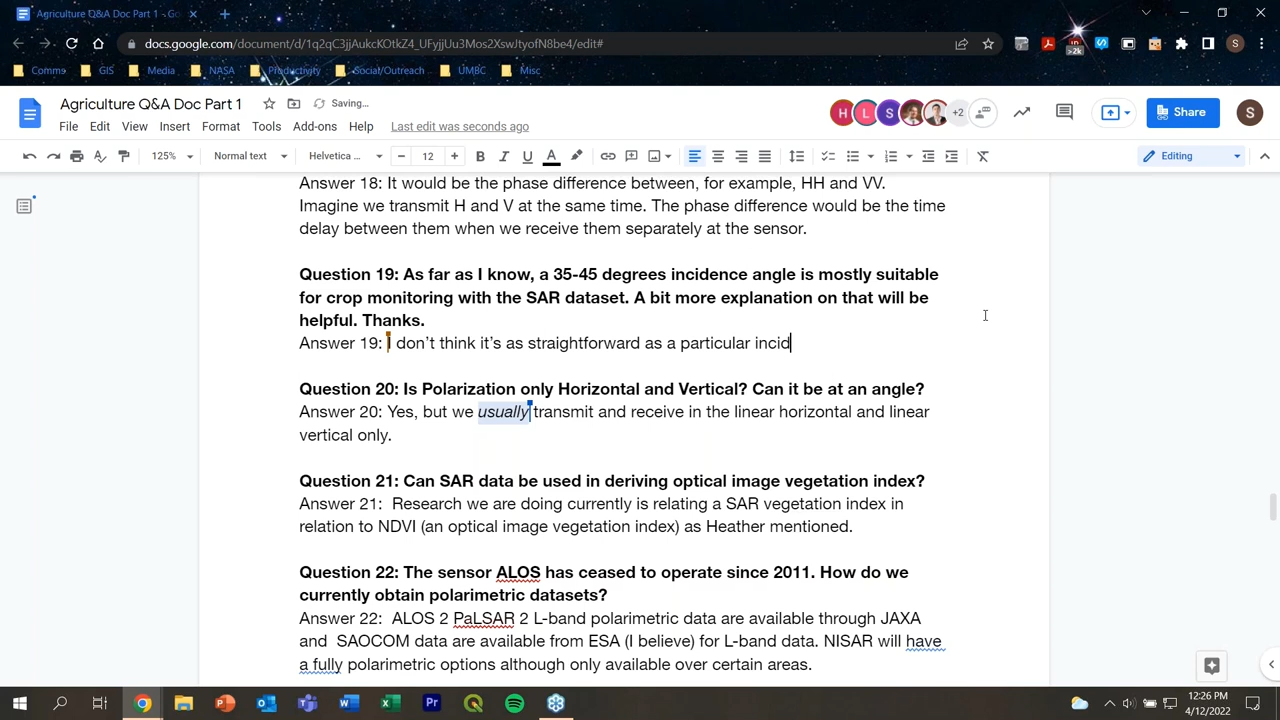 Agriculture Q&A Doc Part 1 - Go
docs.google.com/document/d/1q2qC3jjAukcKOtkZ4_UFyjjUu3Mos2XswJtyofN8be4/edit#
>2k
S
Comms
GIS
Media
NASA
Productivity
Social/Outreach
UMBC
Misc
Agriculture Q&A Doc Part 1
Saving...
File Edit View Insert Format Tools Add-ons Help Last edit was seconds ago
H L S +2
Share
S
125% Normal text Helvetica ... − 12 + B I U A
Editing
Answer 18: It would be the phase difference between, for example, HH and VV.
Imagine we transmit H and V at the same time. The phase difference would be the time
delay between them when we receive them separately at the sensor.
Question 19: As far as I know, a 35-45 degrees incidence angle is mostly suitable
for crop monitoring with the SAR dataset. A bit more explanation on that will be
helpful. Thanks.
Answer 19: I don’t think it’s as straightforward as a particular incid
Question 20: Is Polarization only Horizontal and Vertical? Can it be at an angle?
Answer 20: Yes, but we usually transmit and receive in the linear horizontal and linear
vertical only.
Question 21: Can SAR data be used in deriving optical image vegetation index?
Answer 21:  Research we are doing currently is relating a SAR vegetation index in
relation to NDVI (an optical image vegetation index) as Heather mentioned.
Question 22: The sensor ALOS has ceased to operate since 2011. How do we
currently obtain polarimetric datasets?
Answer 22:  ALOS 2 PaLSAR 2 L-band polarimetric data are available through JAXA
and  SAOCOM data are available from ESA (I believe) for L-band data. NISAR will have
a fully polarimetric options although only available over certain areas.
12:26 PM
4/12/2022